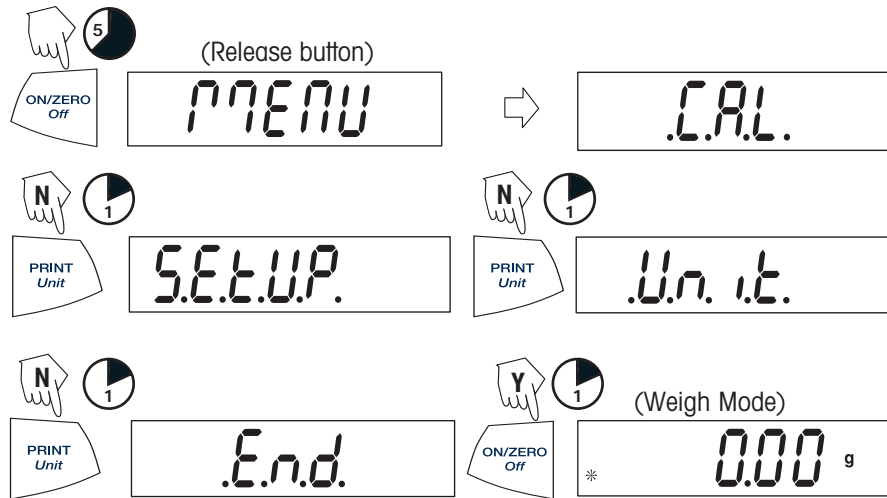 5
(Release button)
ON/ZERO
Off
MENU
.C.A.L.
N
1
PRINT
Unit
S.E.t.U.P.
N
1
PRINT
Unit
.U.n.i.t.
N
1
PRINT
Unit
.E.n.d.
Y
1
(Weigh Mode)
ON/ZERO
Off
* 0.00 g